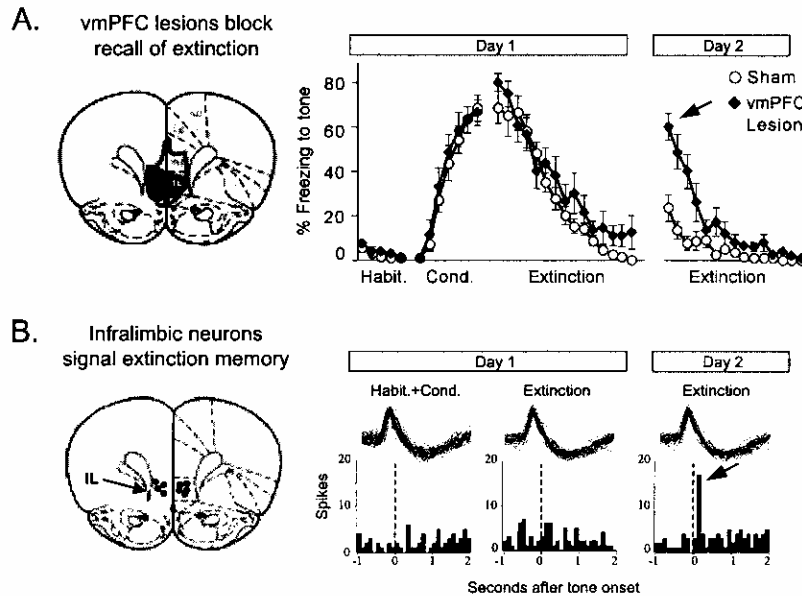 A.
vmPFC lesions block
recall of extinction
Day 1
Day 2
Sham
vmPFC
Lesion
% Freezing to tone
80
60
40
20
0
Habit.
Cond.
Extinction
Extinction
B.
Infralimbic neurons
signal extinction memory
IL
Day 1
Day 2
Habit.+Cond.
Extinction
Extinction
Spikes
20
10
0
20
10
0
20
10
0
-1
0
1
2
-1
0
1
2
-1
0
1
2
Seconds after tone onset